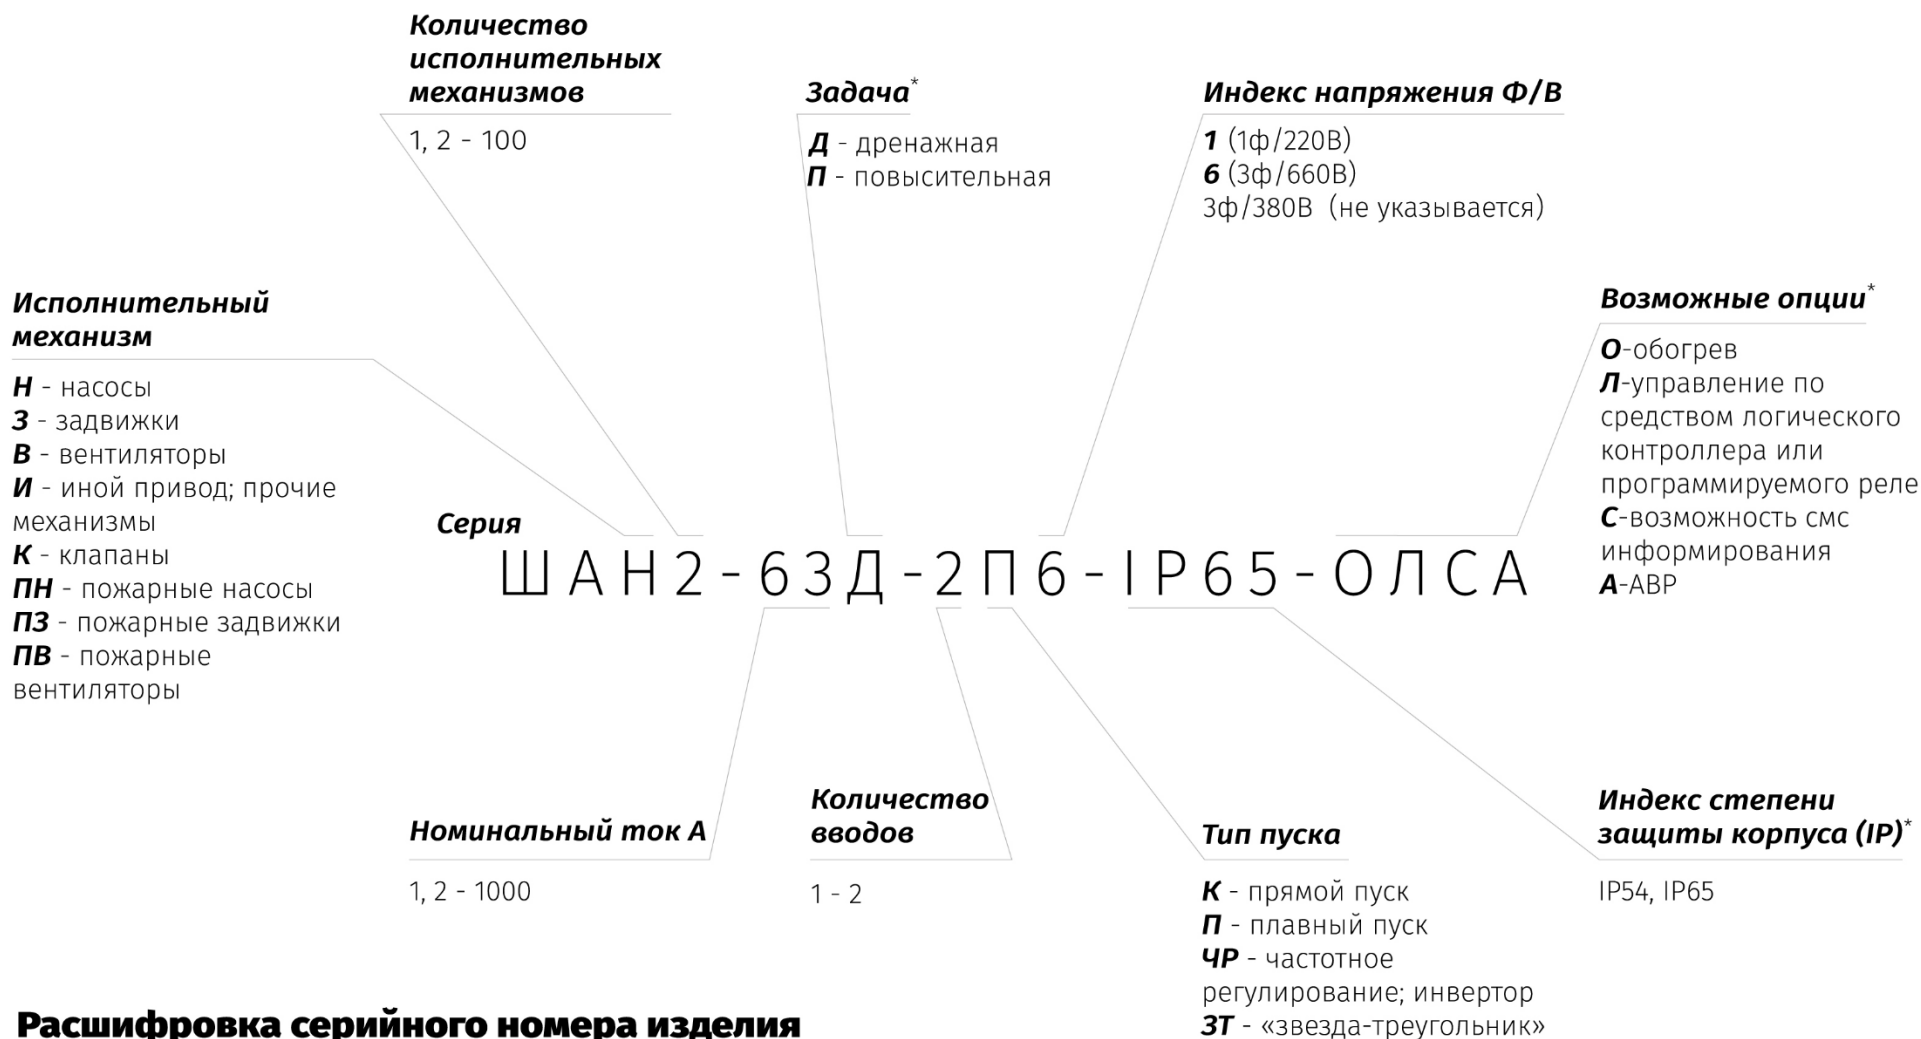 Количество
исполнительных
механизмов
1, 2 - 100
Задача*
Д - дренажная
П - повысительная
Индекс напряжения Ф/В
1 (1ф/220В)
6 (3ф/660В)
3ф/380В (не указывается)
Исполнительный
механизм
Н - насосы
З - задвижки
В - вентиляторы
И - иной привод; прочие
механизмы
К - клапаны
ПН - пожарные насосы
ПЗ - пожарные задвижки
ПВ - пожарные
вентиляторы
Возможные опции*
О-обогрев
Л-управление по
средством логического
контроллера или
программируемого реле
С-возможность смс
информирования
А-АВР
Серия
ШАН2-63Д-2П6-IP65-ОЛСА
Номинальный ток А
1, 2 - 1000
Количество
вводов
1 - 2
Тип пуска
К - прямой пуск
П - плавный пуск
ЧР - частотное
регулирование; инвертор
ЗТ - «звезда-треугольник»
Индекс степени
защиты корпуса (IP)*
IP54, IP65
Расшифровка серийного номера изделия